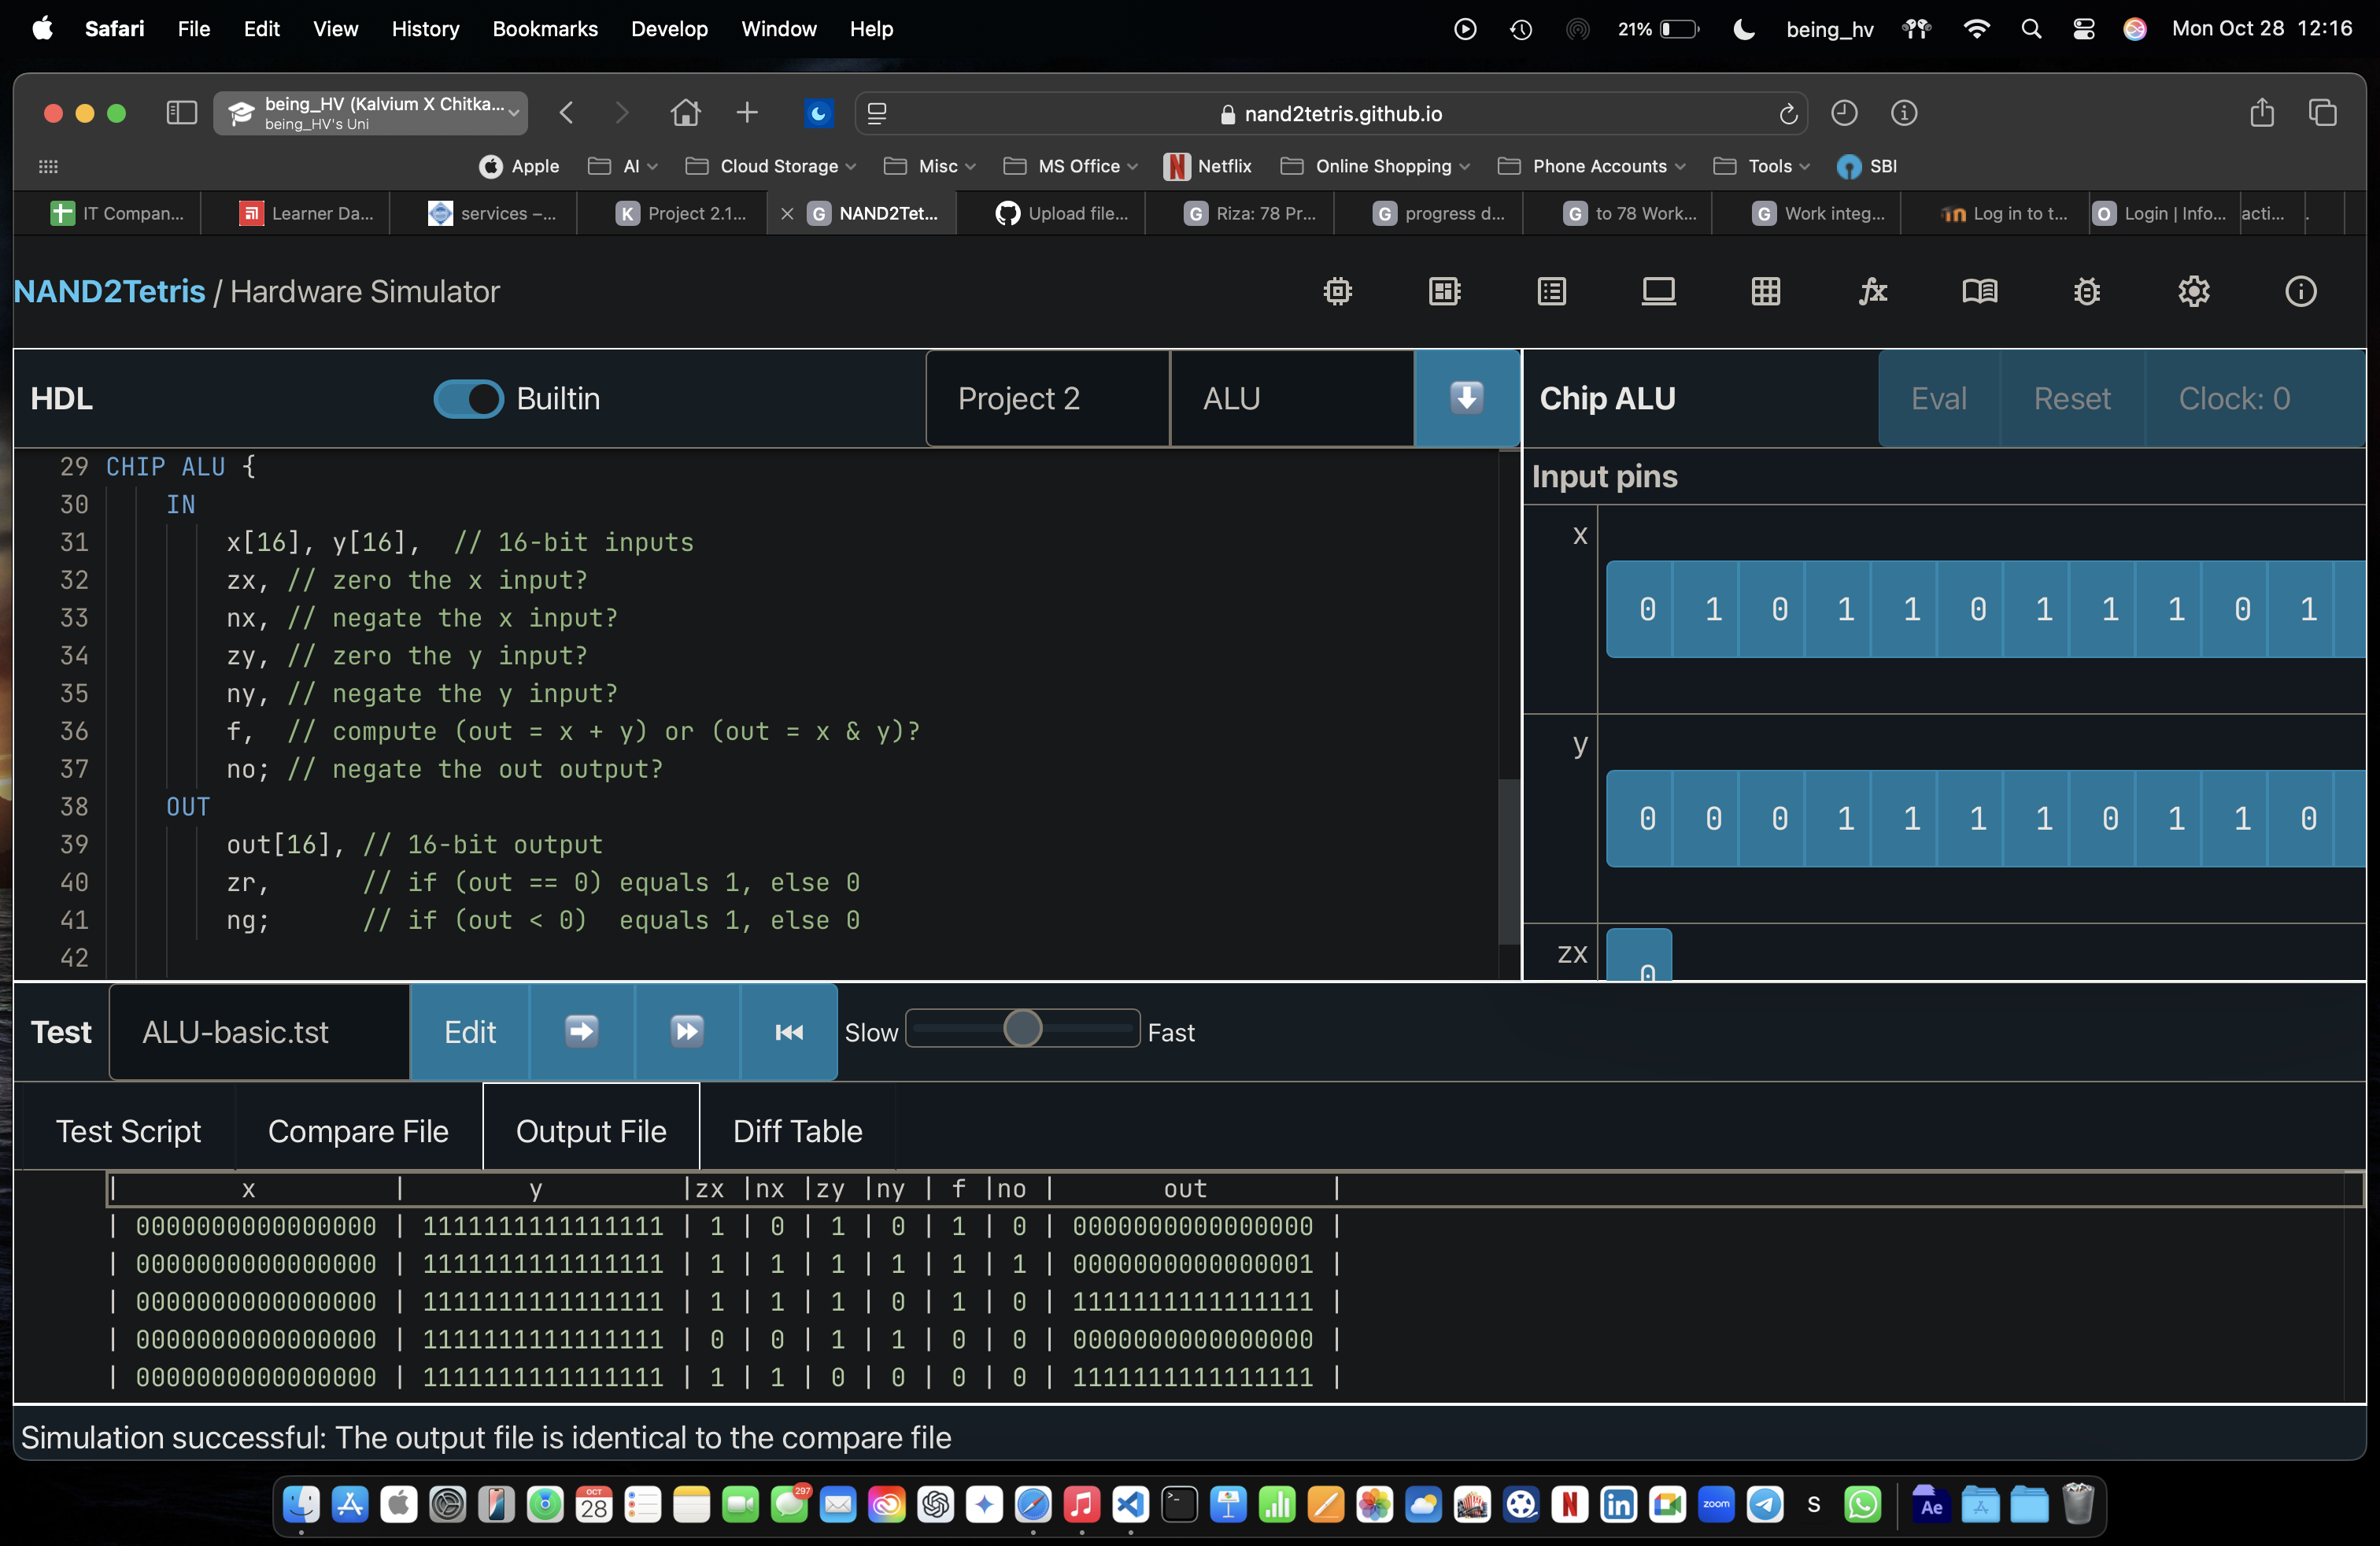 Safari File Edit View History Bookmarks Develop Window Help 21% being_hv Mon Oct 28 12:16
being_HV (Kalvium X Chitka...
being_HV's Uni
nand2tetris.github.io
Apple AI Cloud Storage Misc MS Office Netflix Online Shopping Phone Accounts Tools SBI
IT Compan... Learner Da... services –... K Project 2.1... G NAND2Tet... Upload file... G Riza: 78 Pr... G progress d... G to 78 Work... G Work integ... Log in to t... O Login | Info... acti... .
NAND2Tetris / Hardware Simulator
HDL Builtin Project 2 ALU
Chip ALU Eval Reset Clock: 0
29 CHIP ALU {
30 IN
31 x[16], y[16], // 16-bit inputs
32 zx, // zero the x input?
33 nx, // negate the x input?
34 zy, // zero the y input?
35 ny, // negate the y input?
36 f, // compute (out = x + y) or (out = x & y)?
37 no; // negate the out output?
38 OUT
39 out[16], // 16-bit output
40 zr, // if (out == 0) equals 1, else 0
41 ng; // if (out < 0) equals 1, else 0
42
Input pins
x
0 1 0 1 1 0 1 1 1 0 1
y
0 0 0 1 1 1 1 0 1 1 0
zx 0
Test ALU-basic.tst Edit Slow Fast
Test Script Compare File Output File Diff Table
| x | y |zx |nx |zy |ny | f |no | out |
| 0000000000000000 | 1111111111111111 | 1 | 0 | 1 | 0 | 1 | 0 | 0000000000000000 |
| 0000000000000000 | 1111111111111111 | 1 | 1 | 1 | 1 | 1 | 1 | 0000000000000001 |
| 0000000000000000 | 1111111111111111 | 1 | 1 | 1 | 0 | 1 | 0 | 1111111111111111 |
| 0000000000000000 | 1111111111111111 | 0 | 0 | 1 | 1 | 0 | 0 | 0000000000000000 |
| 0000000000000000 | 1111111111111111 | 1 | 1 | 0 | 0 | 0 | 0 | 1111111111111111 |
Simulation successful: The output file is identical to the compare file
OCT
28 297 N in zoom S Ae